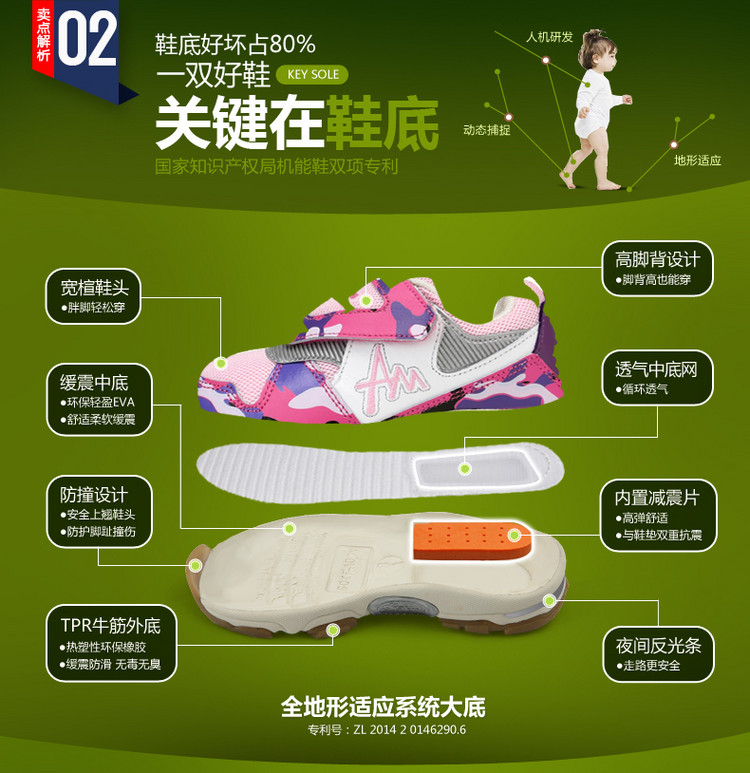 卖点解析
02
鞋底好坏占80%
一双好鞋 KEY SOLE
关键在鞋底
国家知识产权局机能鞋双项专利
人机研发
动态捕捉
地形适应
高脚背设计
●脚背高也能穿
宽楦鞋头
●胖脚轻松穿
透气中底网
●循环透气
缓震中底
●环保轻盈EVA
●舒适柔软缓震
AM
防撞设计
●安全上翘鞋头
●防护脚趾撞伤
内置减震片
●高弹舒适
●与鞋垫双重抗震
TPR牛筋外底
●热塑性环保橡胶
●缓震防滑 无毒无臭
夜间反光条
●走路更安全
全地形适应系统大底
专利号：ZL 2014 2 0146290.6